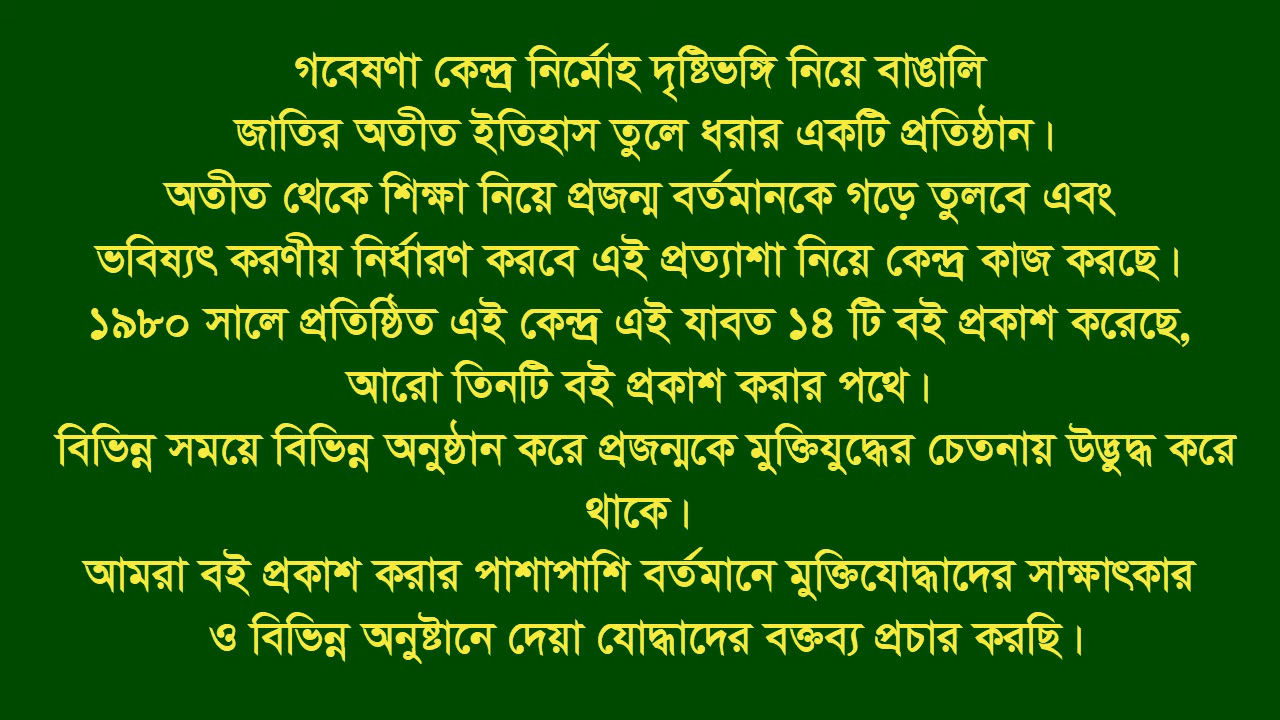 গবেষণা কেন্দ্র নির্মোহ দৃষ্টিভঙ্গি নিয়ে বাঙালি
জাতির অতীত ইতিহাস তুলে ধরার একটি প্রতিষ্ঠান।
অতীত থেকে শিক্ষা নিয়ে প্রজন্ম বর্তমানকে গড়ে তুলবে এবং
ভবিষ্যৎ করণীয় নির্ধারণ করবে এই প্রত্যাশা নিয়ে কেন্দ্র কাজ করছে।
১৯৮০ সালে প্রতিষ্ঠিত এই কেন্দ্র এই যাবত ১৪ টি বই প্রকাশ করেছে,
আরো তিনটি বই প্রকাশ করার পথে।
বিভিন্ন সময়ে বিভিন্ন অনুষ্ঠান করে প্রজন্মকে মুক্তিযুদ্ধের চেতনায় উদ্ভুদ্ধ করে
থাকে।
আমরা বই প্রকাশ করার পাশাপাশি বর্তমানে মুক্তিযোদ্ধাদের সাক্ষাৎকার
ও বিভিন্ন অনুষ্টানে দেয়া যোদ্ধাদের বক্তব্য প্রচার করছি।